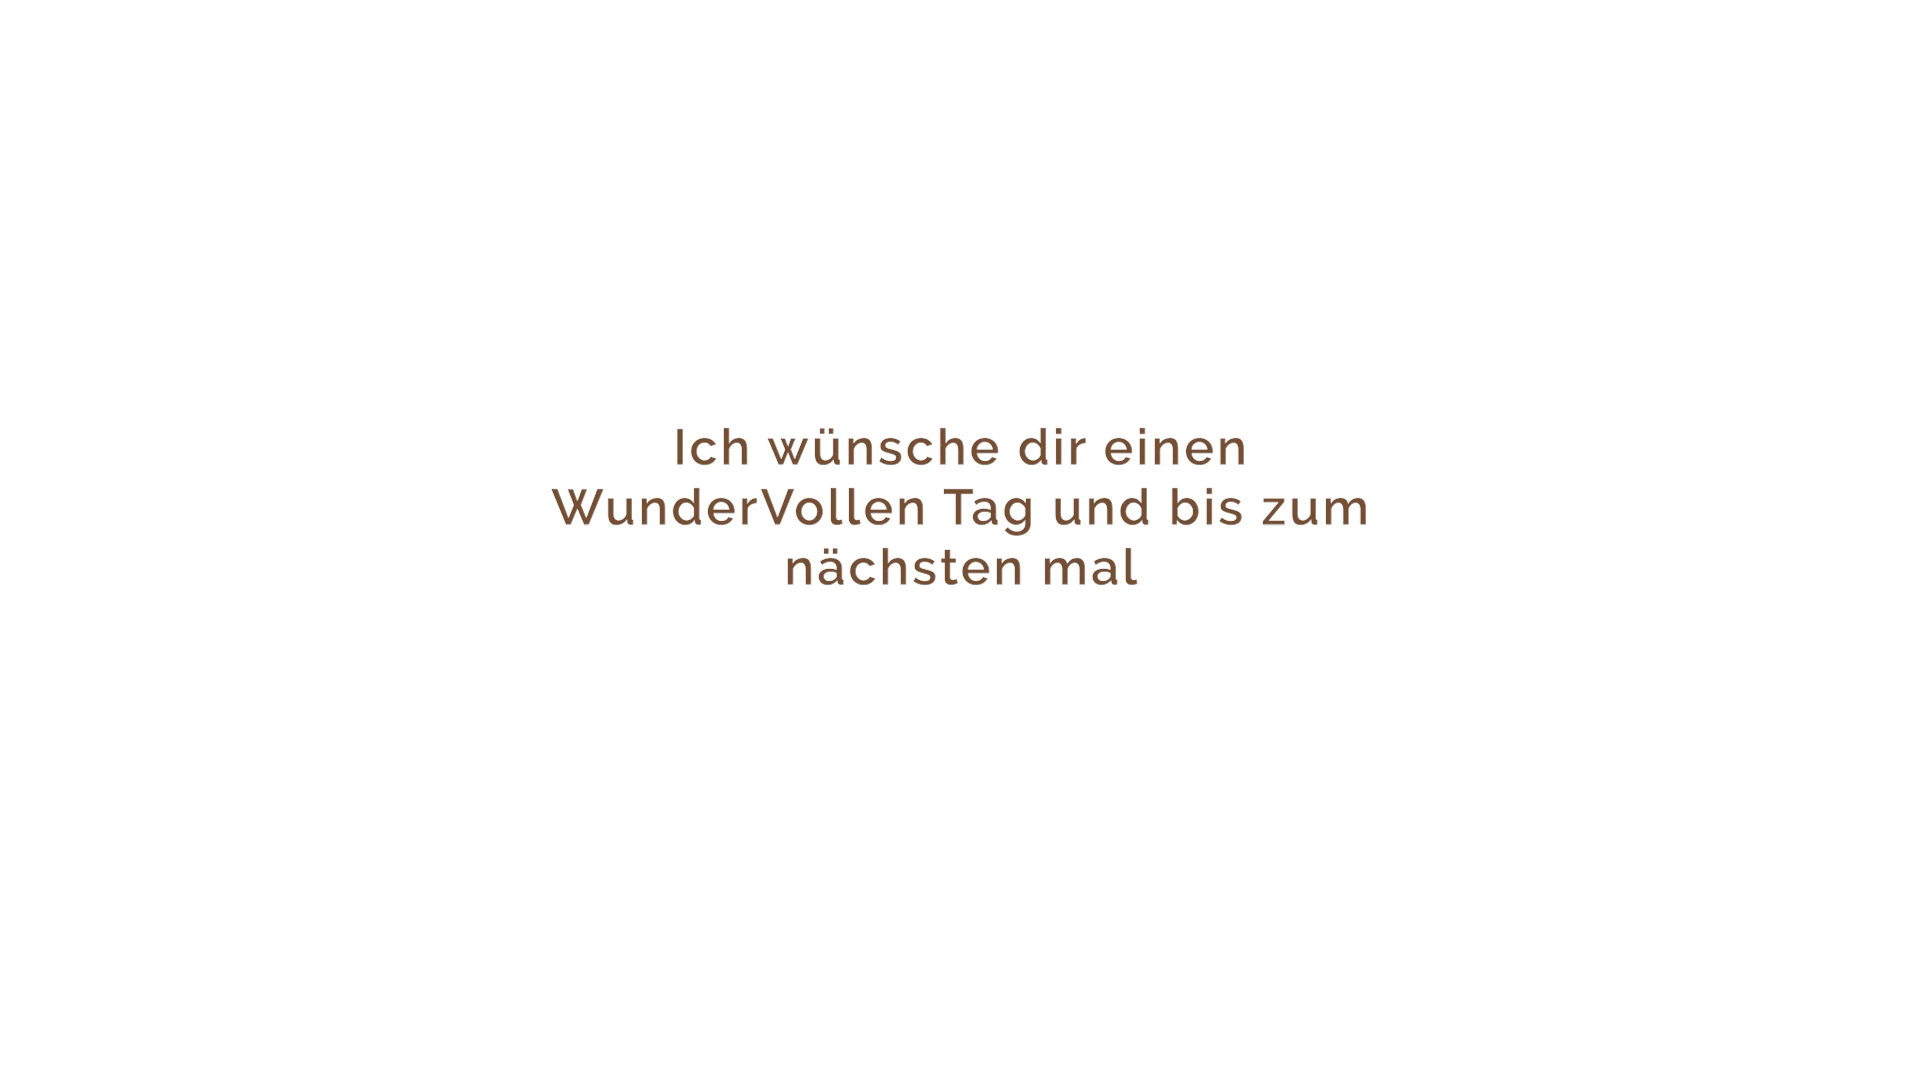 Ich wünsche dir einen
WunderVollen Tag und bis zum
nächsten mal